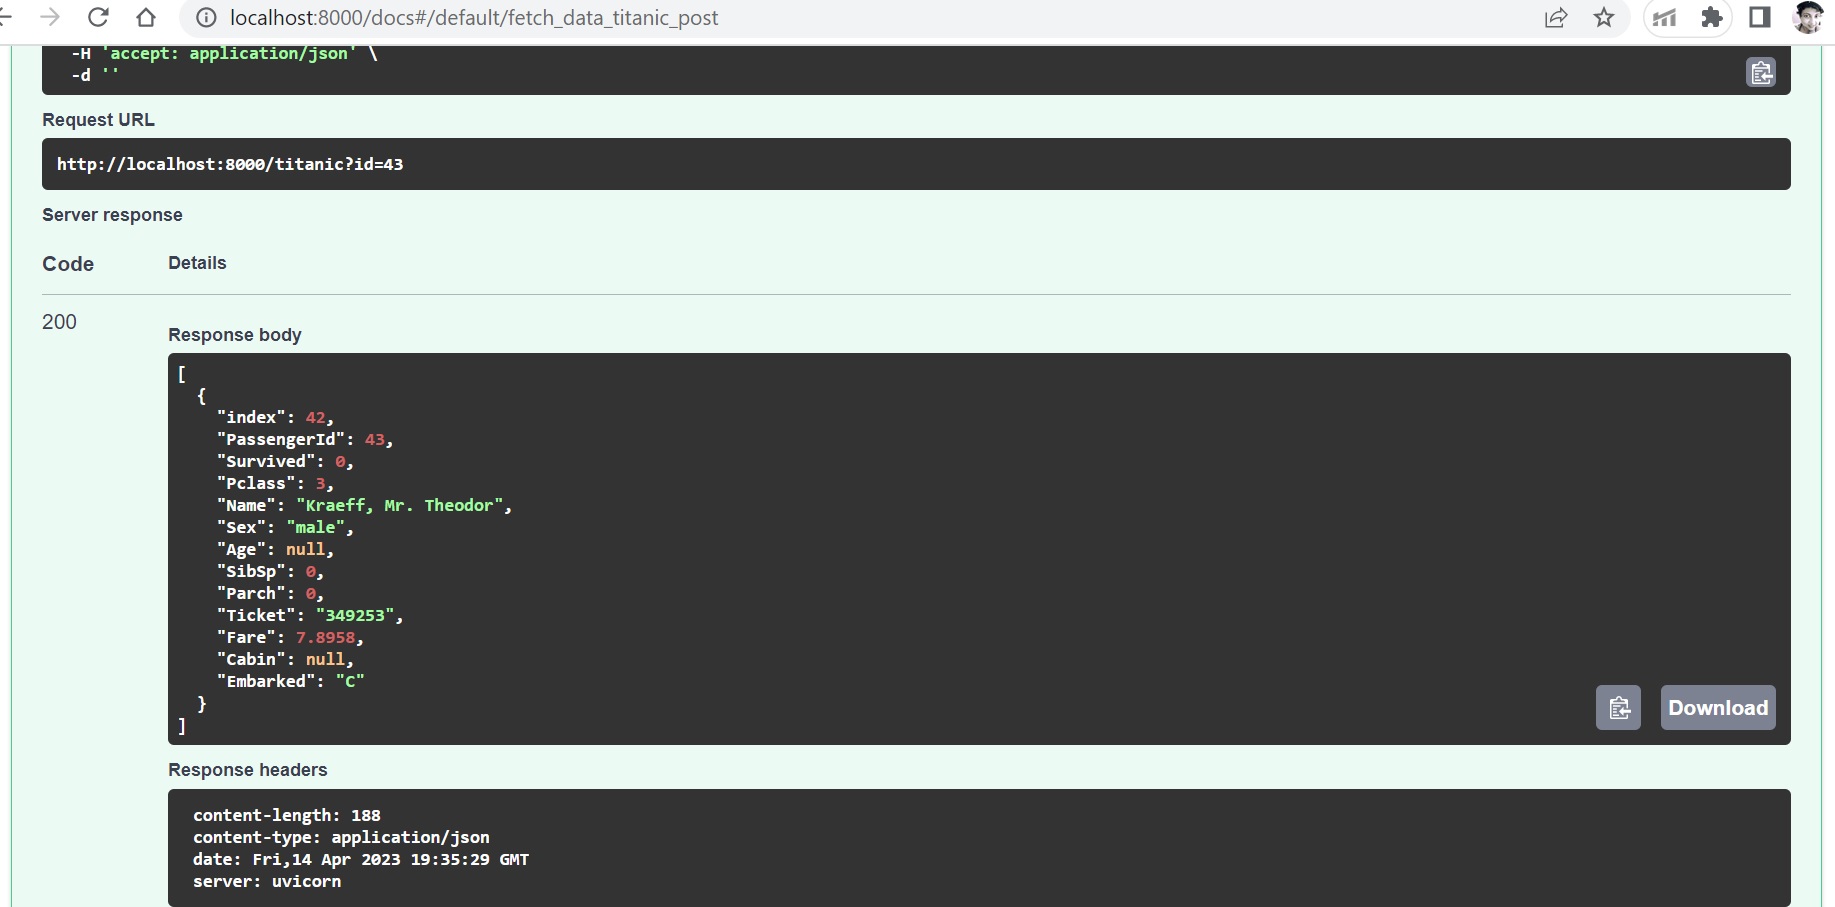 localhost:8000/docs#/default/fetch_data_titanic_post
-H 'accept: application/json' \
-d ''
Request URL
http://localhost:8000/titanic?id=43
Server response
Code Details
200
Response body
[
  {
    "index": 42,
    "PassengerId": 43,
    "Survived": 0,
    "Pclass": 3,
    "Name": "Kraeff, Mr. Theodor",
    "Sex": "male",
    "Age": null,
    "SibSp": 0,
    "Parch": 0,
    "Ticket": "349253",
    "Fare": 7.8958,
    "Cabin": null,
    "Embarked": "C"
  }
]
Download
Response headers
content-length: 188
content-type: application/json
date: Fri,14 Apr 2023 19:35:29 GMT
server: uvicorn